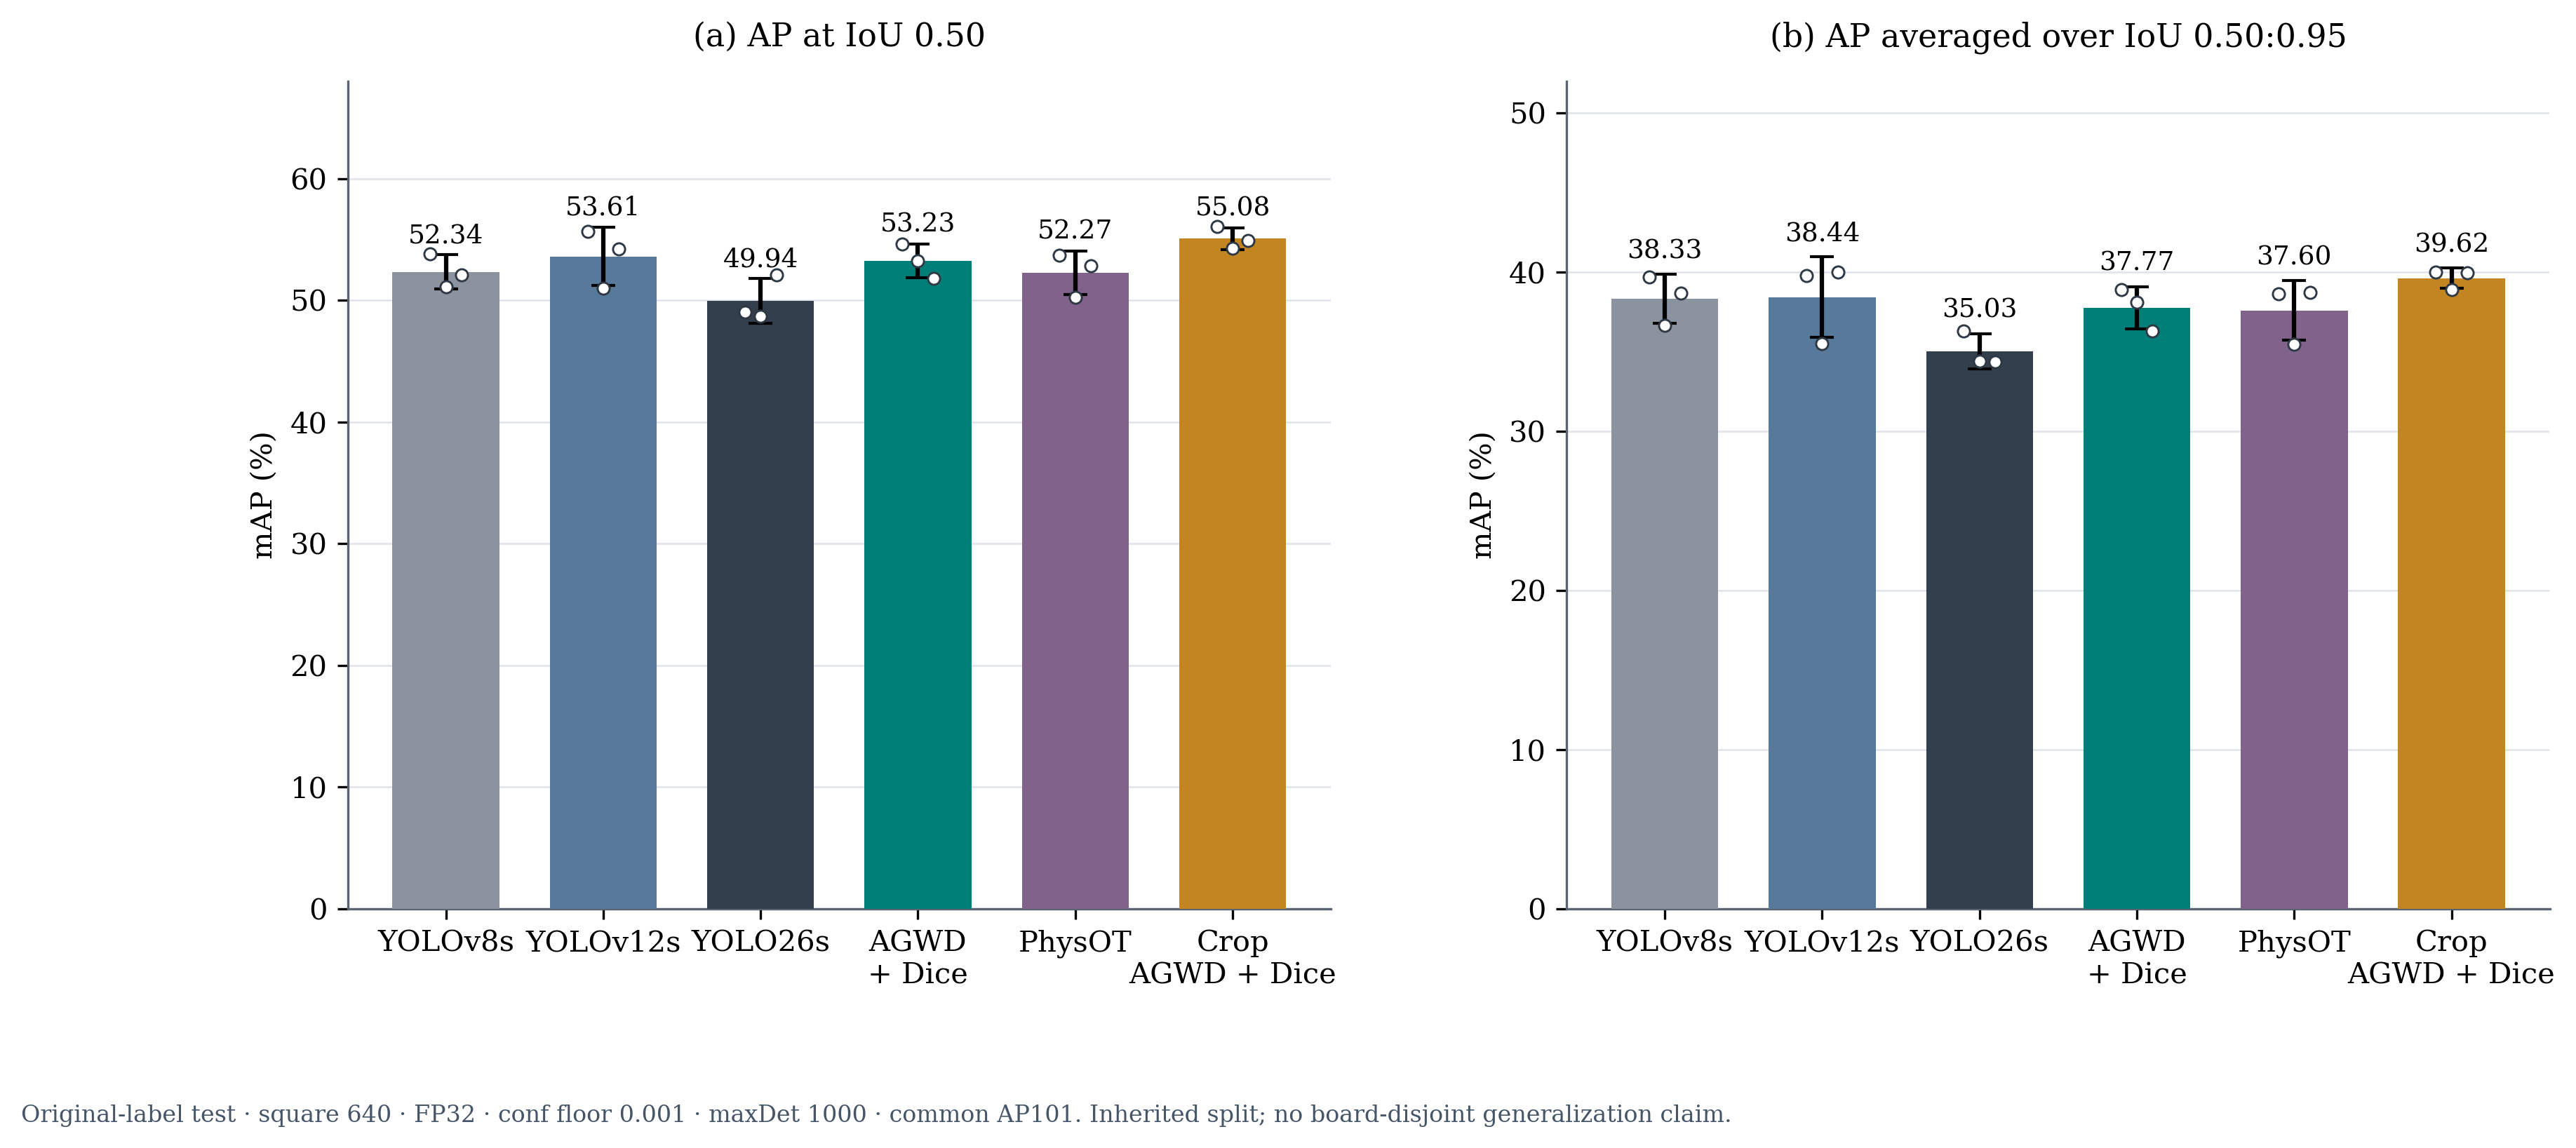 (a) AP at IoU 0.50
mAP (%)
60
50
40
30
20
10
0
52.34
53.61
49.94
53.23
52.27
55.08
YOLOv8s
YOLOv12s
YOLO26s
AGWD
+ Dice
PhysOT
Crop
AGWD + Dice
(b) AP averaged over IoU 0.50:0.95
mAP (%)
50
40
30
20
10
0
38.33
38.44
35.03
37.77
37.60
39.62
YOLOv8s
YOLOv12s
YOLO26s
AGWD
+ Dice
PhysOT
Crop
AGWD + Dice
Original-label test · square 640 · FP32 · conf floor 0.001 · maxDet 1000 · common AP101. Inherited split; no board-disjoint generalization claim.